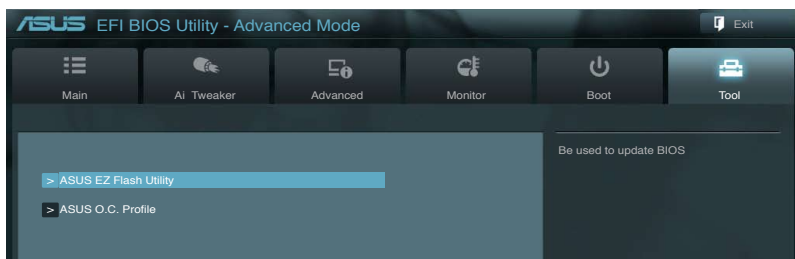 ASUS EFI BIOS Utility - Advanced Mode
Exit
Main
Ai Tweaker
Advanced
Monitor
Boot
Tool
Be used to update BIOS
> ASUS EZ Flash Utility
> ASUS O.C. Profile